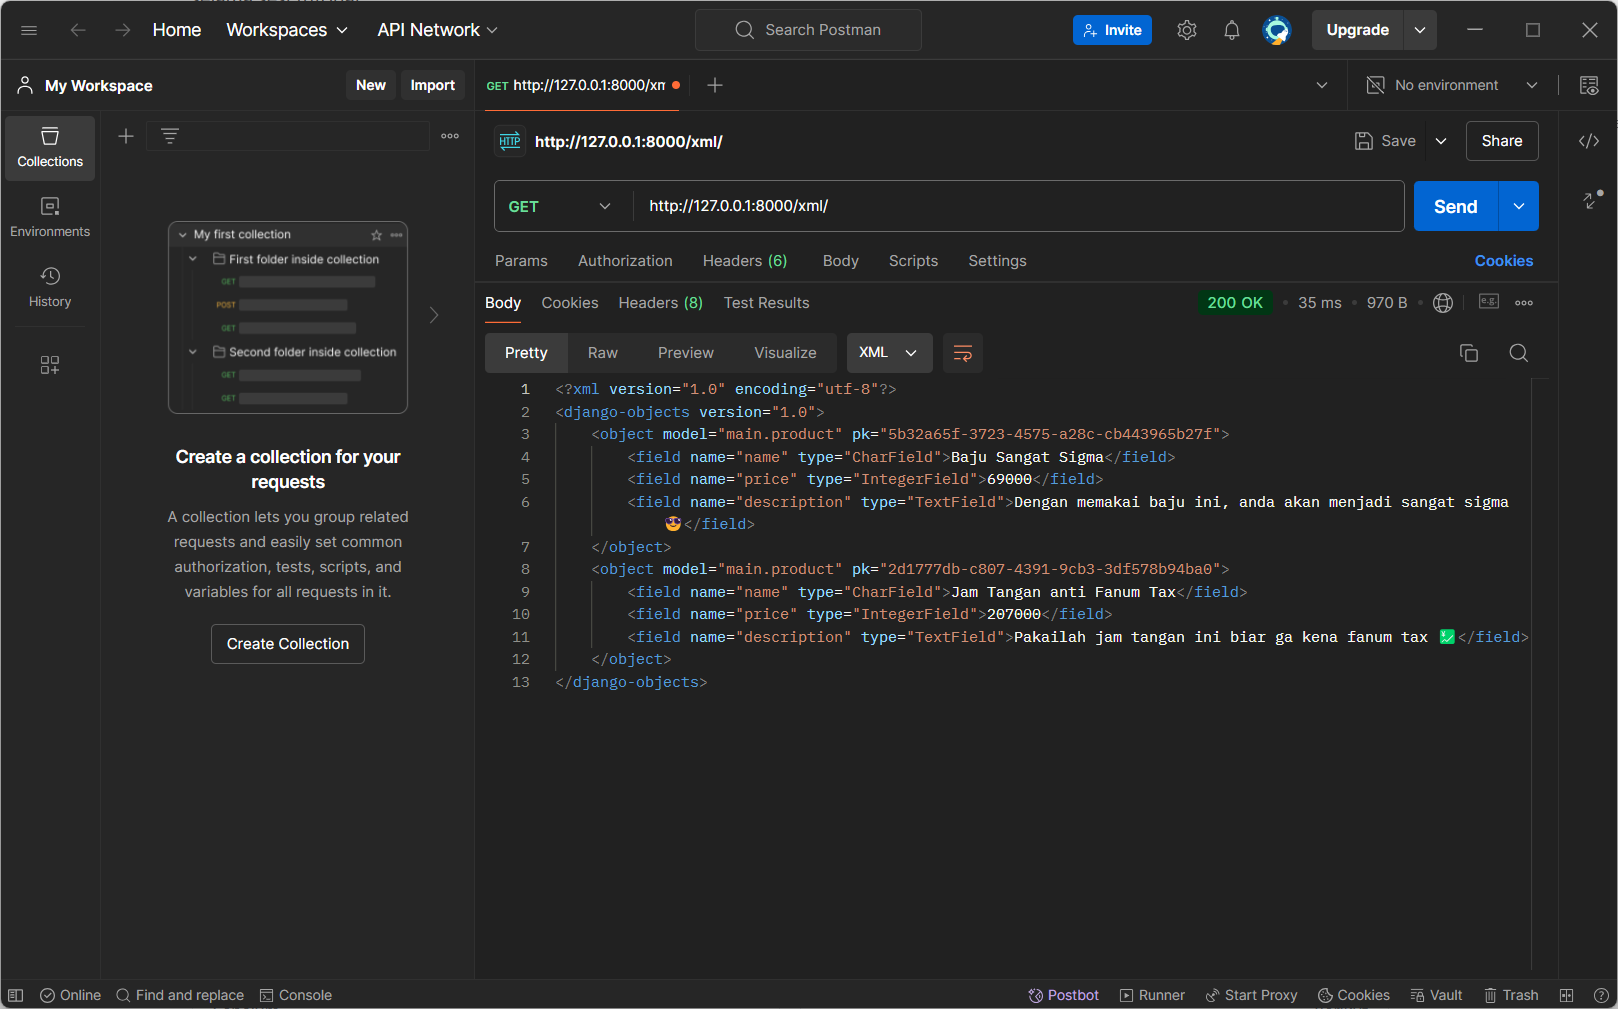 Home Workspaces API Network Search Postman Invite Upgrade
My Workspace New Import GET http://127.0.0.1:8000/xm No environment
Collections
Environments
History
My first collection
First folder inside collection
GET
POST
GET
Second folder inside collection
GET
GET
Create a collection for your
requests
A collection lets you group related
requests and easily set common
authorization, tests, scripts, and
variables for all requests in it.
Create Collection
HTTP http://127.0.0.1:8000/xml/ Save Share
GET http://127.0.0.1:8000/xml/ Send
Params Authorization Headers (6) Body Scripts Settings Cookies
Body Cookies Headers (8) Test Results 200 OK 35 ms 970 B e.g.
Pretty Raw Preview Visualize XML
1 <?xml version="1.0" encoding="utf-8"?>
2 <django-objects version="1.0">
3 <object model="main.product" pk="5b32a65f-3723-4575-a28c-cb443965b27f">
4 <field name="name" type="CharField">Baju Sangat Sigma</field>
5 <field name="price" type="IntegerField">69000</field>
6 <field name="description" type="TextField">Dengan memakai baju ini, anda akan menjadi sangat sigma
😎</field>
7 </object>
8 <object model="main.product" pk="2d1777db-c807-4391-9cb3-3df578b94ba0">
9 <field name="name" type="CharField">Jam Tangan anti Fanum Tax</field>
10 <field name="price" type="IntegerField">207000</field>
11 <field name="description" type="TextField">Pakailah jam tangan ini biar ga kena fanum tax 💹</field>
12 </object>
13 </django-objects>
Online Find and replace Console Postbot Runner Start Proxy Cookies Vault Trash